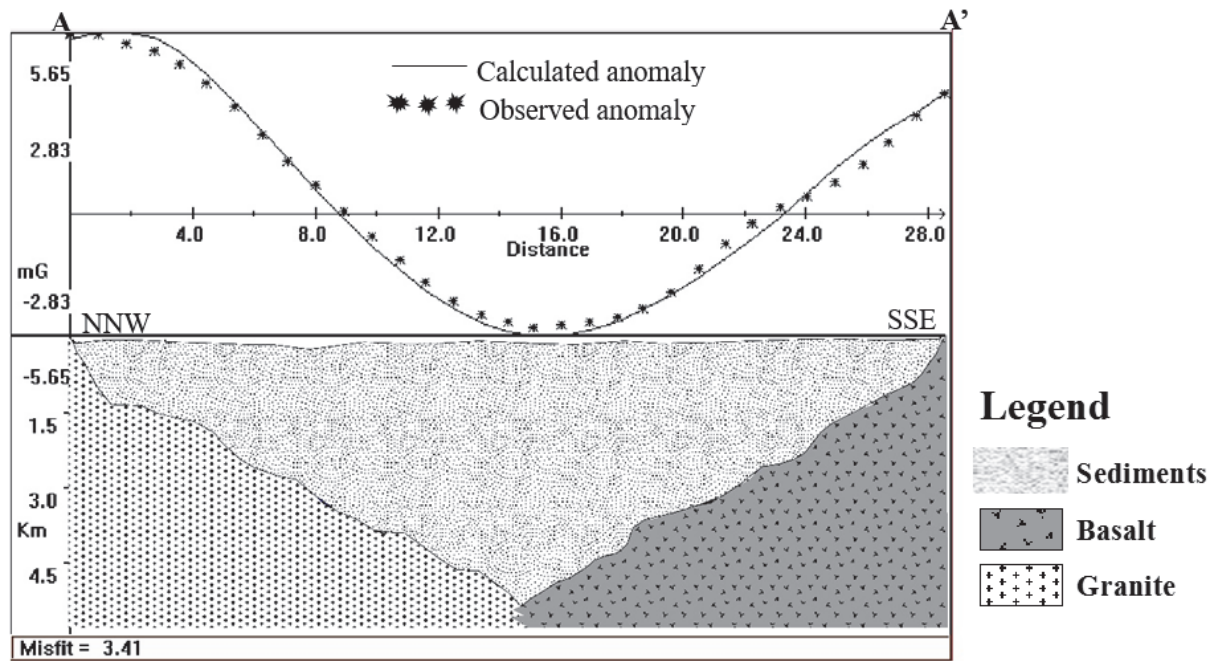 A
A’
5.65
Calculated anomaly
Observed anomaly
2.83
4.0
8.0
12.0
16.0
20.0
24.0
28.0
Distance
mG
-2.83
NNW
SSE
-5.65
1.5
3.0
Km
4.5
Legend
Sediments
Basalt
Granite
Misfit = 3.41